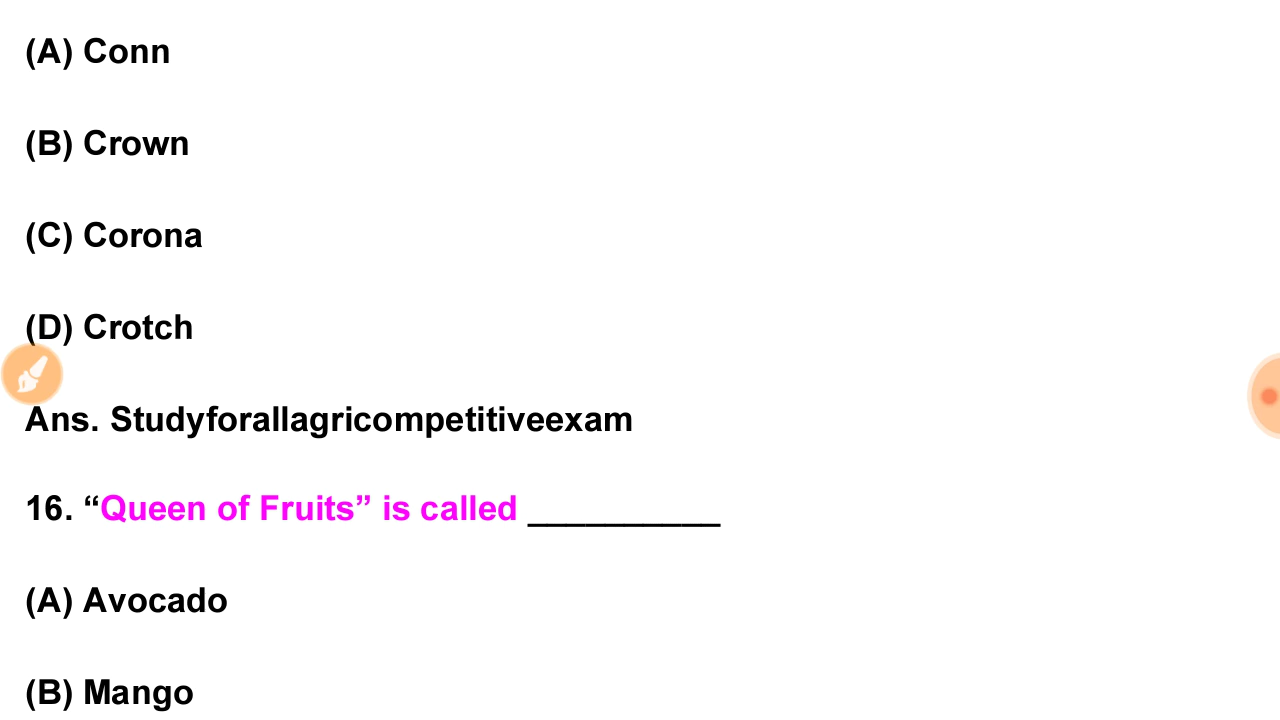 (A) Conn
(B) Crown
(C) Corona
(D) Crotch
Ans. Studyforallagricompetitiveexam
16. “Queen of Fruits” is called __________
(A) Avocado
(B) Mango